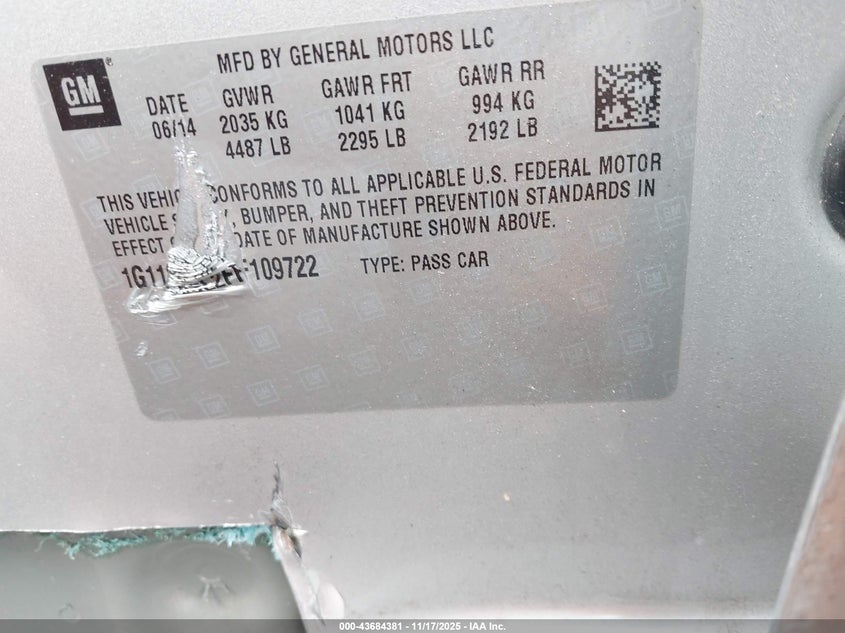 GM
MFD BY GENERAL MOTORS LLC
DATE GVWR GAWR FRT GAWR RR
06/14 2035 KG 1041 KG 994 KG
4487 LB 2295 LB 2192 LB
THIS CONFORMS TO ALL APPLICABLE U.S. FEDERAL MOTOR
VEHICLE BUMPER, AND THEFT PREVENTION STANDARDS IN
EFFECT DATE OF MANUFACTURE SHOWN ABOVE.
109722 TYPE: PASS CAR
000-43684381 - 11/17/2025 - IAA Inc.